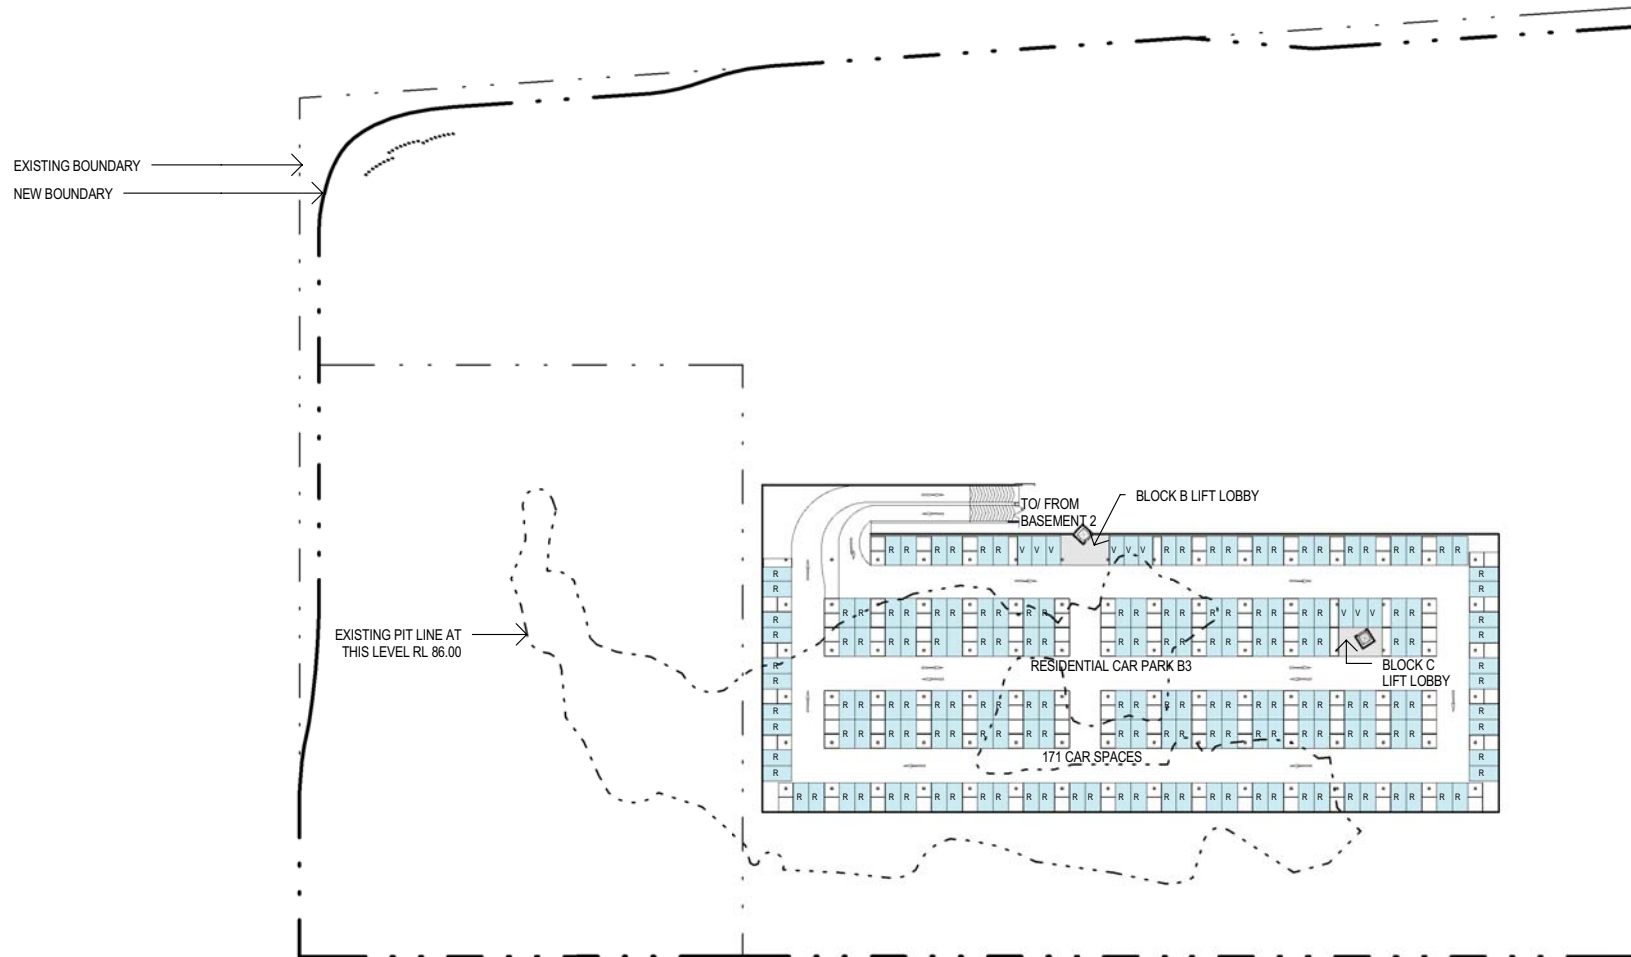 EXISTING BOUNDARY
NEW BOUNDARY
BLOCK B LIFT LOBBY
TO/ FROM
BASEMENT 2
R R R R R R V V V V V V R R R R R R R R R R R R R R
R R
R R
R R R R R R R R R R R R R R R R R R R R V V V R R
EXISTING PIT LINE AT
THIS LEVEL RL 86.00
R R
R R R R R R R R R R R R R R R R R R R R R R
R R
RESIDENTIAL CAR PARK B3
BLOCK C
LIFT LOBBY
R R
R R R R R R R R R R R R R R R R R R R R R R R R
R R
R R
R R R R R R R R R R R R R R R R R R R R R R R R
171 CAR SPACES
R R
R R
R R R R R R R R R R R R R R R R R R R R R R R R R R R R R R